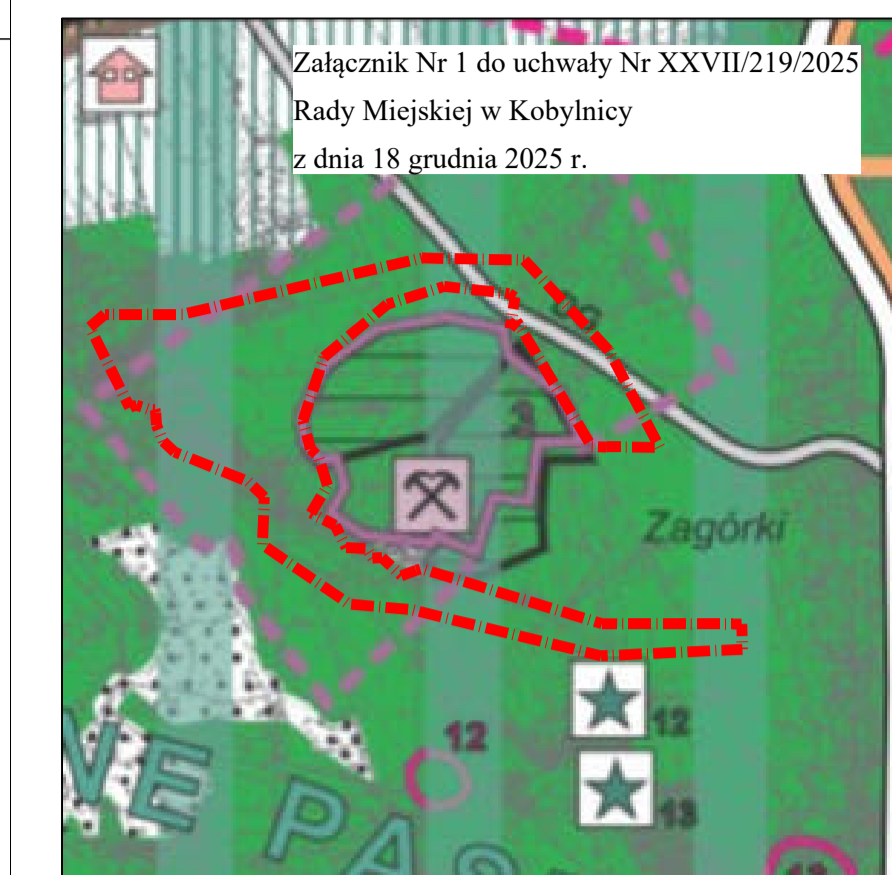 Załącznik Nr 1 do uchwały Nr XXVII/219/2025
Rady Miejskiej w Kobylnicy
z dnia 18 grudnia 2025 r.
3
Zagórki
12
12
13